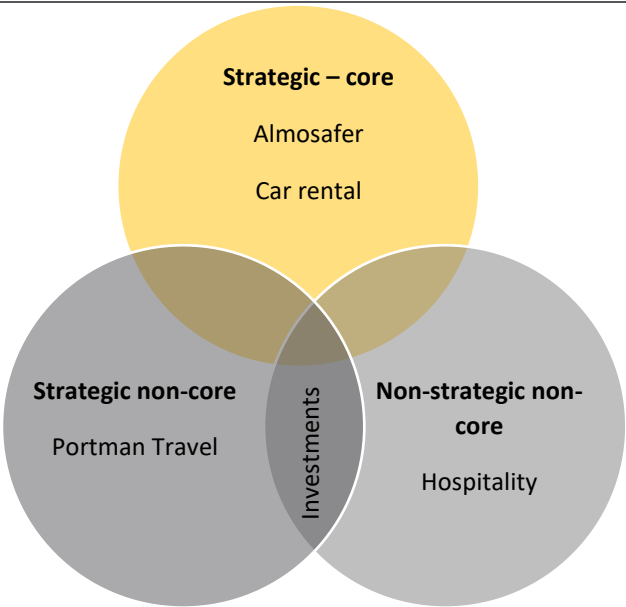 Strategic – core
Almosafer
Car rental
Strategic non-core
Portman Travel
Investments
Non-strategic non-
core
Hospitality